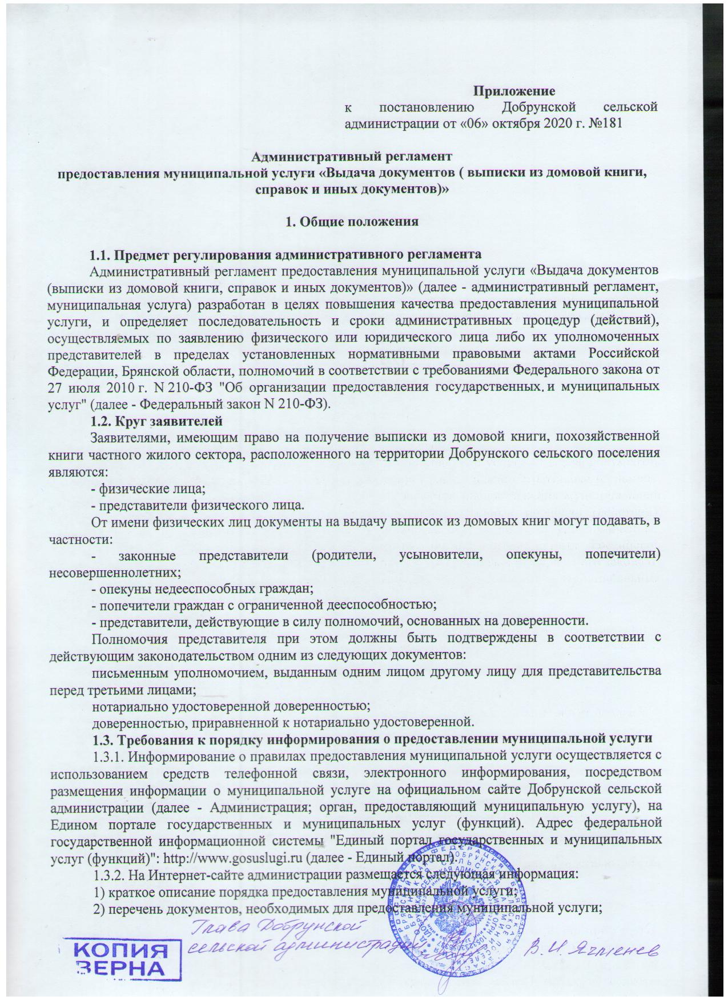 Приложение
к постановлению Добрунской сельской
администрации от «06» октября 2020 г. №181
Административный регламент
предоставления муниципальной услуги «Выдача документов ( выписки из домовой книги,
справок и иных документов)»
1. Общие положения
1.1. Предмет регулирования административного регламента
Административный регламент предоставления муниципальной услуги «Выдача документов
(выписки из домовой книги, справок и иных документов)» (далее - административный регламент,
муниципальная услуга) разработан в целях повышения качества предоставления муниципальной
услуги, и определяет последовательность и сроки административных процедур (действий),
осуществляемых по заявлению физического или юридического лица либо их уполномоченных
представителей в пределах установленных нормативными правовыми актами Российской
Федерации, Брянской области, полномочий в соответствии с требованиями Федерального закона от
27 июля 2010 г. N 210-ФЗ "Об организации предоставления государственных и муниципальных
услуг" (далее - Федеральный закон N 210-ФЗ).
1.2. Круг заявителей
Заявителями, имеющим право на получение выписки из домовой книги, похозяйственной
книги частного жилого сектора, расположенного на территории Добрунского сельского поселения
являются:
- физические лица;
- представители физического лица.
От имени физических лиц документы на выдачу выписок из домовых книг могут подавать, в
частности:
- законные представители (родители, усыновители, опекуны, попечители)
несовершеннолетних;
- опекуны недееспособных граждан;
- попечители граждан с ограниченной дееспособностью;
- представители, действующие в силу полномочий, основанных на доверенности.
Полномочия представителя при этом должны быть подтверждены в соответствии с
действующим законодательством одним из следующих документов:
письменным уполномочием, выданным одним лицом другому лицу для представительства
перед третьими лицами;
нотариально удостоверенной доверенностью;
доверенностью, приравненной к нотариально удостоверенной.
1.3. Требования к порядку информирования о предоставлении муниципальной услуги
1.3.1. Информирование о правилах предоставления муниципальной услуги осуществляется с
использованием средств телефонной связи, электронного информирования, посредством
размещения информации о муниципальной услуге на официальном сайте Добрунской сельской
администрации (далее - Администрация; орган, предоставляющий муниципальную услугу), на
Едином портале государственных и муниципальных услуг (функций). Адрес федеральной
государственной информационной системы "Единый портал государственных и муниципальных
услуг (функций)": http://www.gosuslugi.ru (далее - Единый портал).
1.3.2. На Интернет-сайте администрации размещается следующая информация:
1) краткое описание порядка предоставления муниципальной услуги;
2) перечень документов, необходимых для предоставления муниципальной услуги;
Глава Добрунской
сельской администрации В. И. Ячменев
КОПИЯ
ВЕРНА